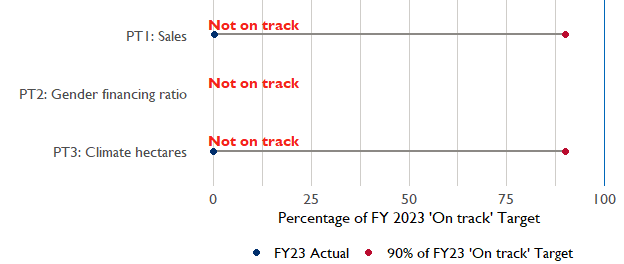 Not on track
PT1: Sales
Not on track
PT2: Gender financing ratio
Not on track
PT3: Climate hectares
0 25 50 75 100
Percentage of FY 2023 'On track' Target
FY23 Actual 90% of FY23 'On track' Target